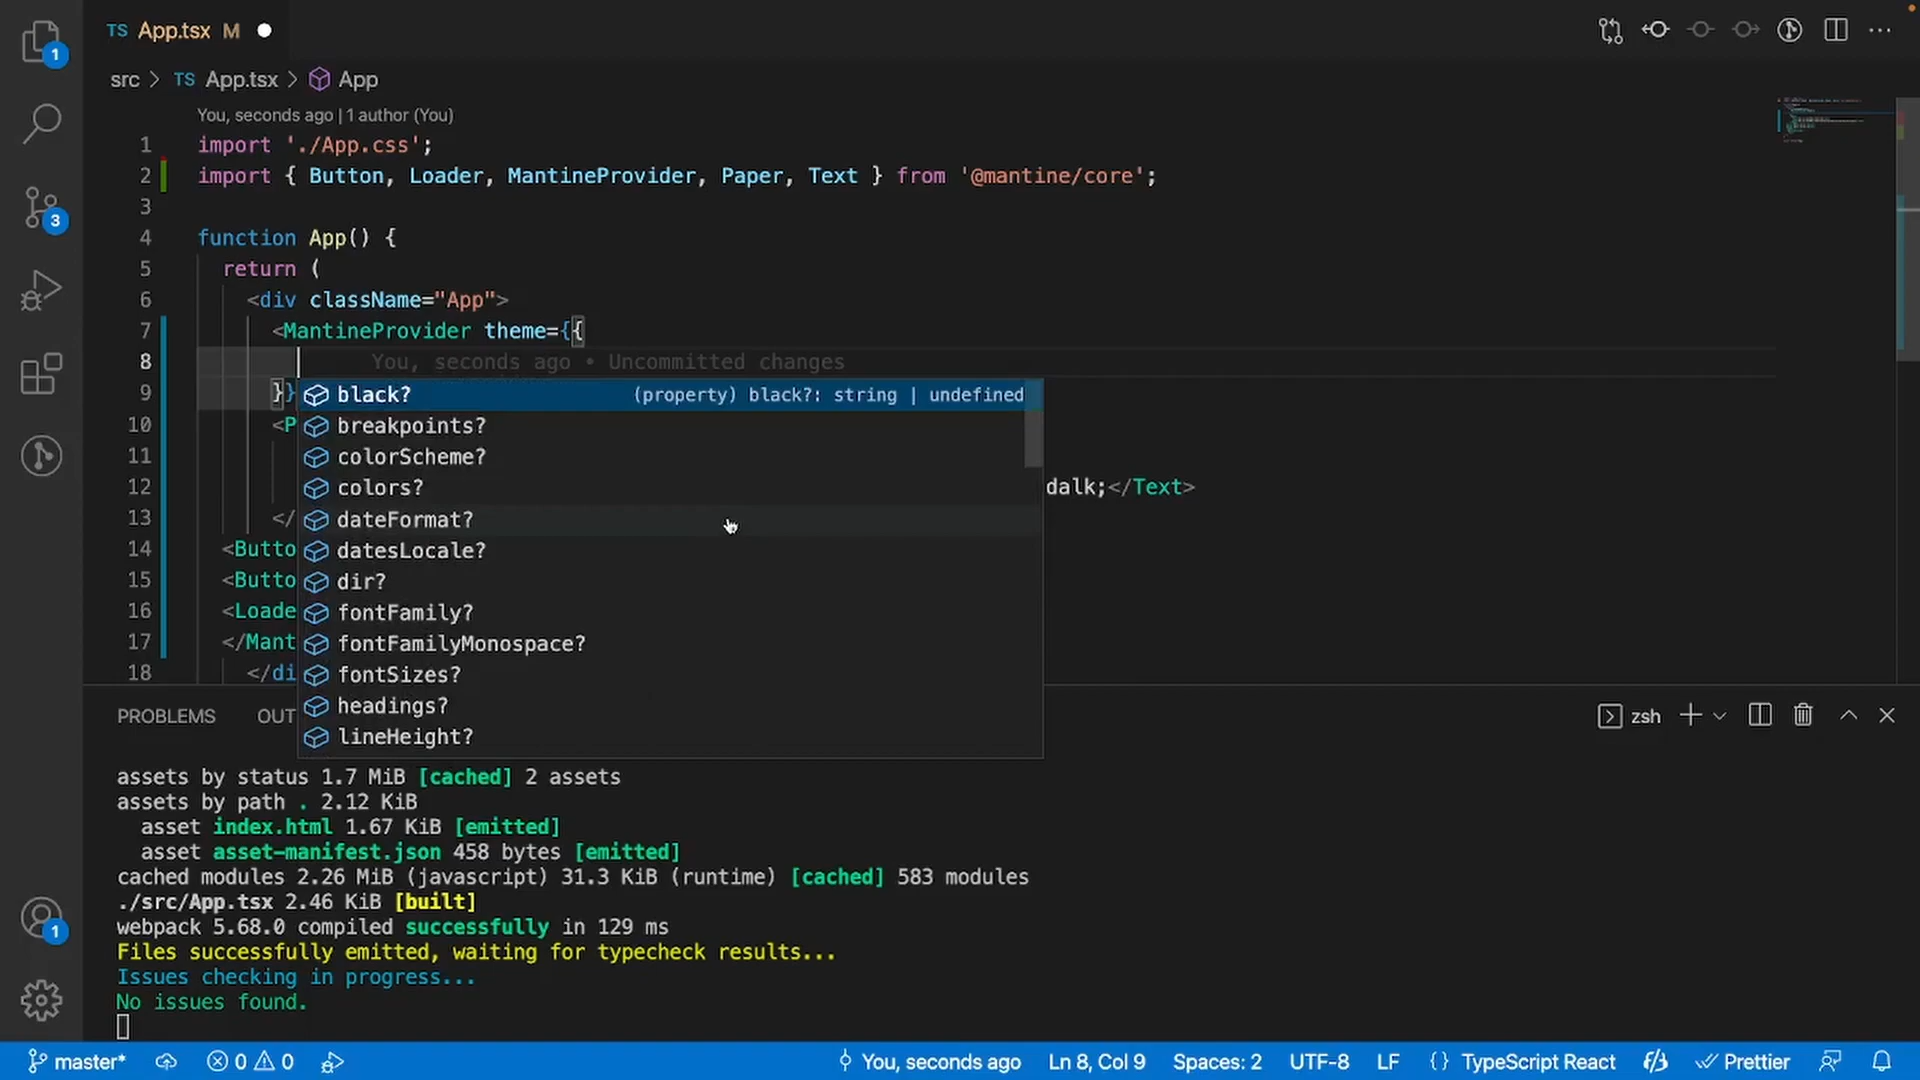 1
TS App.tsx M
src > TS App.tsx > App
You, seconds ago | 1 author (You)
1 import './App.css';
2 import { Button, Loader, MantineProvider, Paper, Text } from '@mantine/core';
3
4 function App() {
5 return (
6 <div className="App">
7 <MantineProvider theme={{
8 You, seconds ago • Uncommitted changes
9 }}
black? (property) black?: string | undefined
10 <P
breakpoints?
11
colorScheme?
12 dalk;</Text>
colors?
13 </
dateFormat?
14 <Butto
datesLocale?
15 <Butto
dir?
16 <Loade
fontFamily?
17 </Mant
fontFamilyMonospace?
18 </di
fontSizes?
headings?
lineHeight?
3
PROBLEMS OUT
zsh
assets by status 1.7 MiB [cached] 2 assets
assets by path . 2.12 KiB
asset index.html 1.67 KiB [emitted]
asset asset-manifest.json 458 bytes [emitted]
cached modules 2.26 MiB (javascript) 31.3 KiB (runtime) [cached] 583 modules
./src/App.tsx 2.46 KiB [built]
webpack 5.68.0 compiled successfully in 129 ms
Files successfully emitted, waiting for typecheck results...
Issues checking in progress...
No issues found.
1
master* 0 0 You, seconds ago Ln 8, Col 9 Spaces: 2 UTF-8 LF {} TypeScript React Prettier